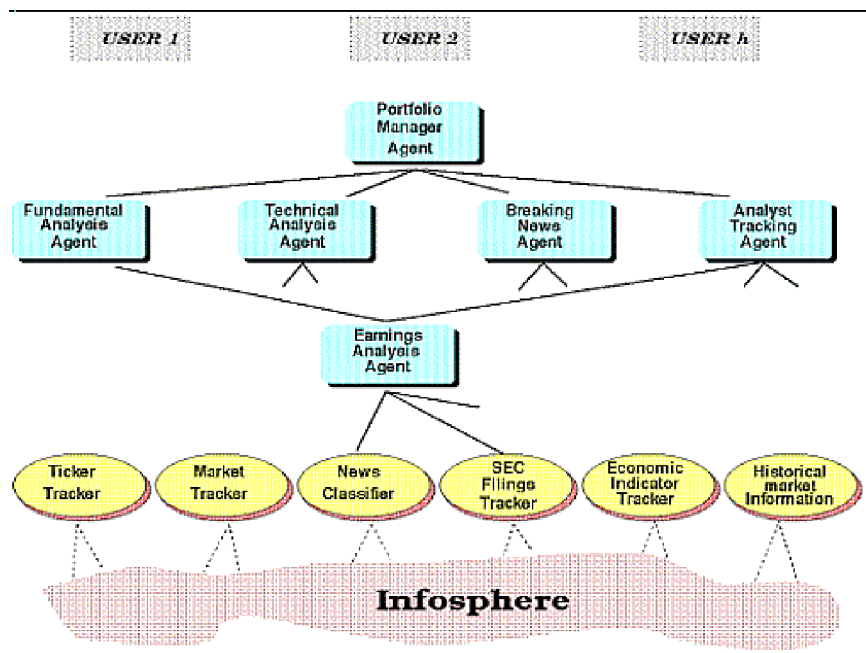 USER 1
USER 2
USER h
Portfolio
Manager
Agent
Fundamental
Analysis
Agent
Technical
Analysis
Agent
Breaking
News
Agent
Analyst
Tracking
Agent
Earnings
Analysis
Agent
Ticker
Tracker
Market
Tracker
News
Classifier
SEC
Filings
Tracker
Economic
Indicator
Tracker
Historical
market
Information
Infosphere